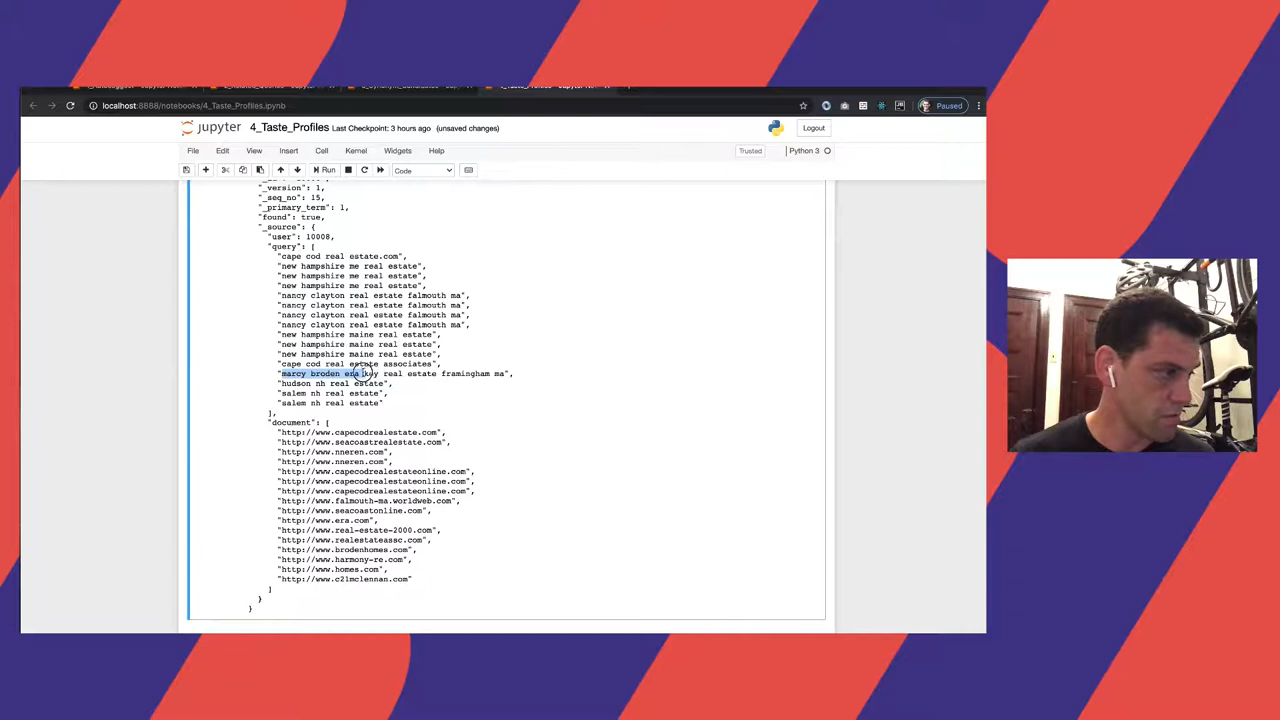 localhost:8888/notebooks/4_Taste_Profiles.ipynb
Paused
jupyter 4_Taste_Profiles Last Checkpoint: 3 hours ago (unsaved changes)
Logout
File Edit View Insert Cell Kernel Widgets Help
Trusted
Python 3
Run
Code
"_version": 1,
"_seq_no": 15,
"_primary_term": 1,
"found": true,
"_source": {
"user": 10008,
"query": [
"cape cod real estate.com",
"new hampshire me real estate",
"new hampshire me real estate",
"new hampshire me real estate",
"nancy clayton real estate falmouth ma",
"nancy clayton real estate falmouth ma",
"nancy clayton real estate falmouth ma",
"nancy clayton real estate falmouth ma",
"new hampshire maine real estate",
"new hampshire maine real estate",
"new hampshire maine real estate",
"cape cod real estate associates",
"marcy broden era key real estate framingham ma",
"hudson nh real estate",
"salem nh real estate",
"salem nh real estate"
],
"document": [
"http://www.capecodrealestate.com",
"http://www.seacoastrealestate.com",
"http://www.nneren.com",
"http://www.nneren.com",
"http://www.capecodrealestateonline.com",
"http://www.capecodrealestateonline.com",
"http://www.capecodrealestateonline.com",
"http://www.falmouth-ma.worldweb.com",
"http://www.seacoastonline.com",
"http://www.era.com",
"http://www.real-estate-2000.com",
"http://www.realestateassc.com",
"http://www.brodenhomes.com",
"http://www.harmony-re.com",
"http://www.homes.com",
"http://www.c21mclennan.com"
]
}
}